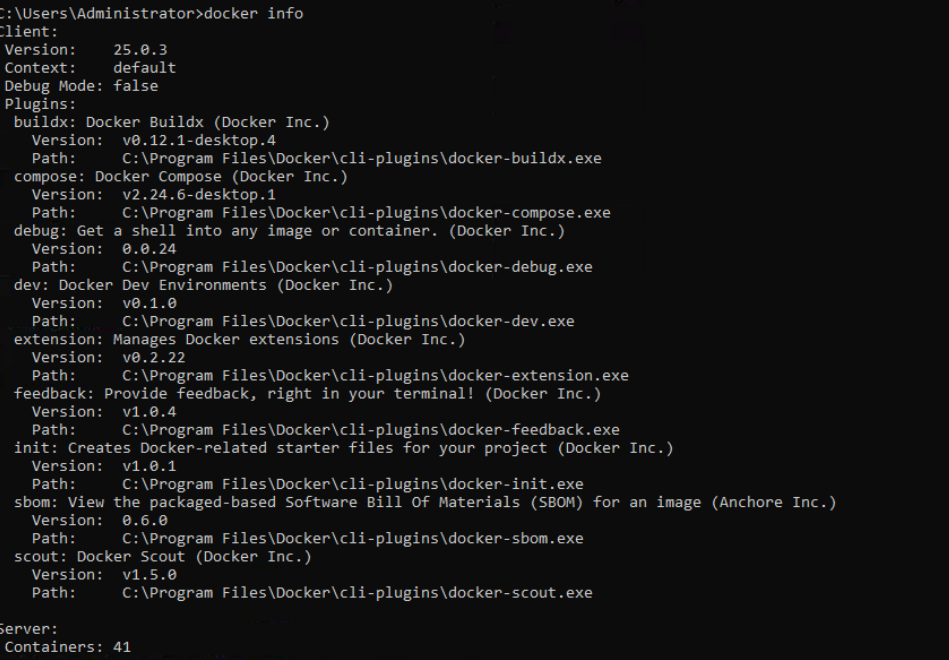 C:\Users\Administrator>docker info
Client:
 Version:    25.0.3
 Context:    default
 Debug Mode: false
 Plugins:
  buildx: Docker Buildx (Docker Inc.)
    Version:  v0.12.1-desktop.4
    Path:     C:\Program Files\Docker\cli-plugins\docker-buildx.exe
  compose: Docker Compose (Docker Inc.)
    Version:  v2.24.6-desktop.1
    Path:     C:\Program Files\Docker\cli-plugins\docker-compose.exe
  debug: Get a shell into any image or container. (Docker Inc.)
    Version:  0.0.24
    Path:     C:\Program Files\Docker\cli-plugins\docker-debug.exe
  dev: Docker Dev Environments (Docker Inc.)
    Version:  v0.1.0
    Path:     C:\Program Files\Docker\cli-plugins\docker-dev.exe
  extension: Manages Docker extensions (Docker Inc.)
    Version:  v0.2.22
    Path:     C:\Program Files\Docker\cli-plugins\docker-extension.exe
  feedback: Provide feedback, right in your terminal! (Docker Inc.)
    Version:  v1.0.4
    Path:     C:\Program Files\Docker\cli-plugins\docker-feedback.exe
  init: Creates Docker-related starter files for your project (Docker Inc.)
    Version:  v1.0.1
    Path:     C:\Program Files\Docker\cli-plugins\docker-init.exe
  sbom: View the packaged-based Software Bill Of Materials (SBOM) for an image (Anchore Inc.)
    Version:  0.6.0
    Path:     C:\Program Files\Docker\cli-plugins\docker-sbom.exe
  scout: Docker Scout (Docker Inc.)
    Version:  v1.5.0
    Path:     C:\Program Files\Docker\cli-plugins\docker-scout.exe

Server:
 Containers: 41